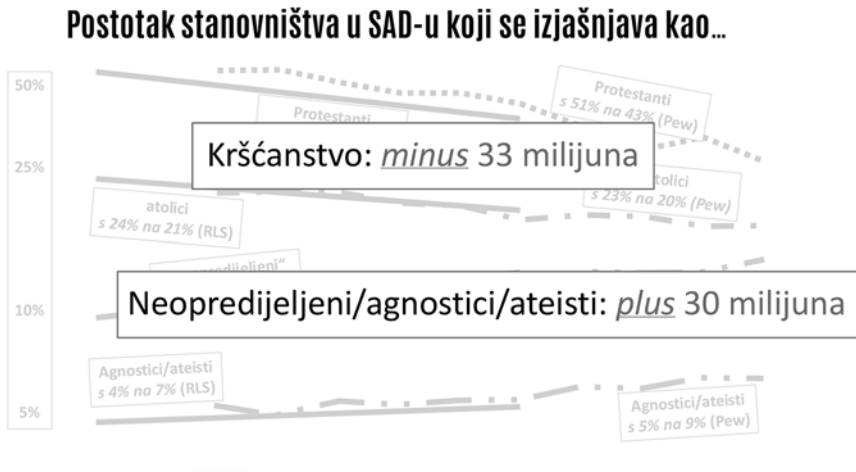 Postotak stanovništva u SAD-u koji se izjašnjava kao…
50%
Protestanti
s 51% na 43% (Pew)
Protestanti
Kršćanstvo: minus 33 milijuna
25%
tolici
s 23% na 20% (Pew)
atolici
s 24% na 21% (RLS)
Neopredijeljeni/agnostici/ateisti: plus 30 milijuna
10%
Agnostici/ateisti
s 4% na 7% (RLS)
5%
Agnostici/ateisti
s 5% na 9% (Pew)